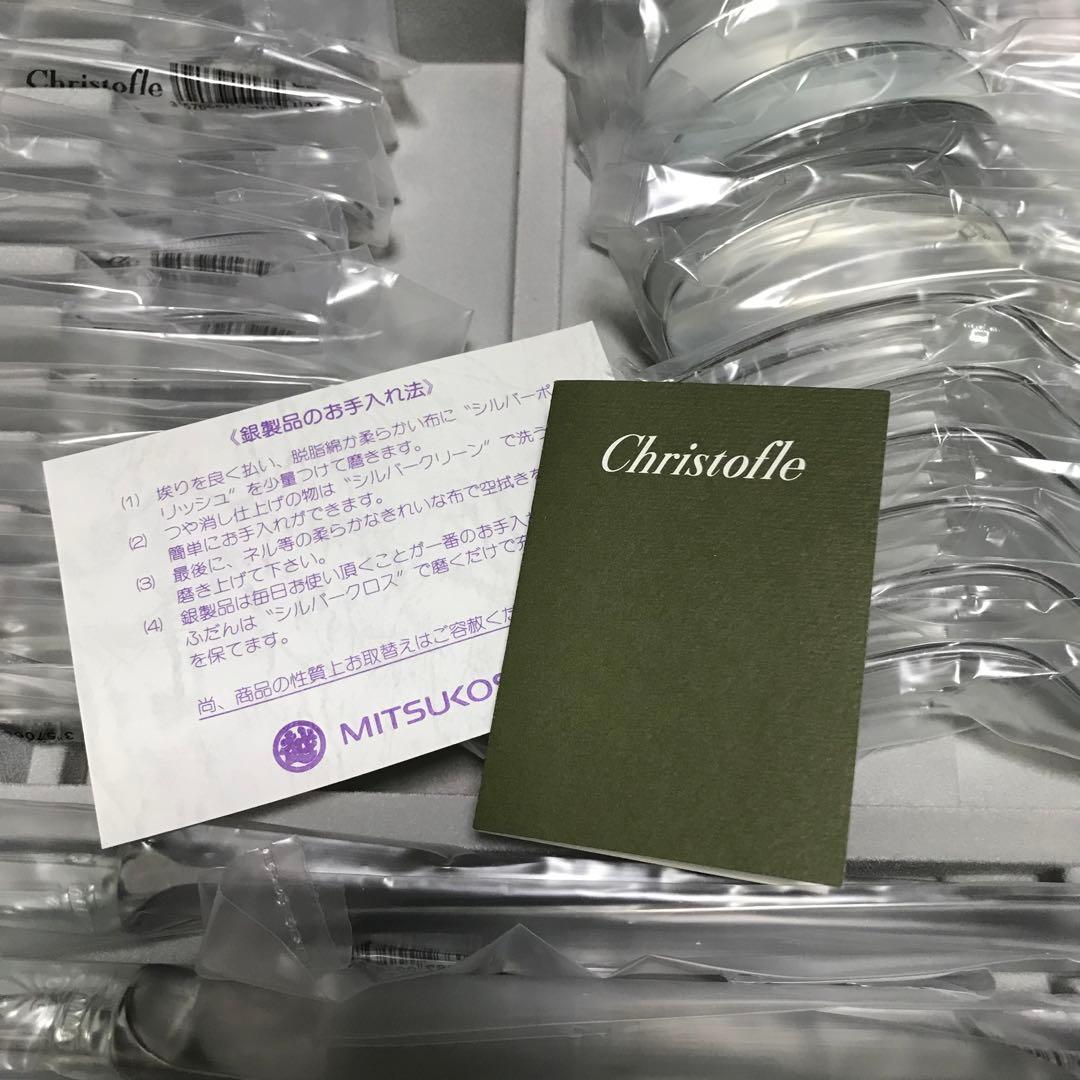 Christofle
《銀製品のお手入れ法》
(1) 埃りを良く払い、脱脂綿か柔らかい布に“シルバーポ
リッシュ”を少量つけて磨きます。
(2) つや消し仕上げの物は“シルバークリーン”で洗う
簡単にお手入れができます。
(3) 最後に、ネル等の柔らかなきれいな布で空拭きを
磨き上げて下さい。
(4) 銀製品は毎日お使い頂くことが一番のお手入
ふだんは“シルバークロス”で磨くだけで充
を保てます。
尚、商品の性質上お取替えはご容赦くだ
越 MITSUKOS
Christofle